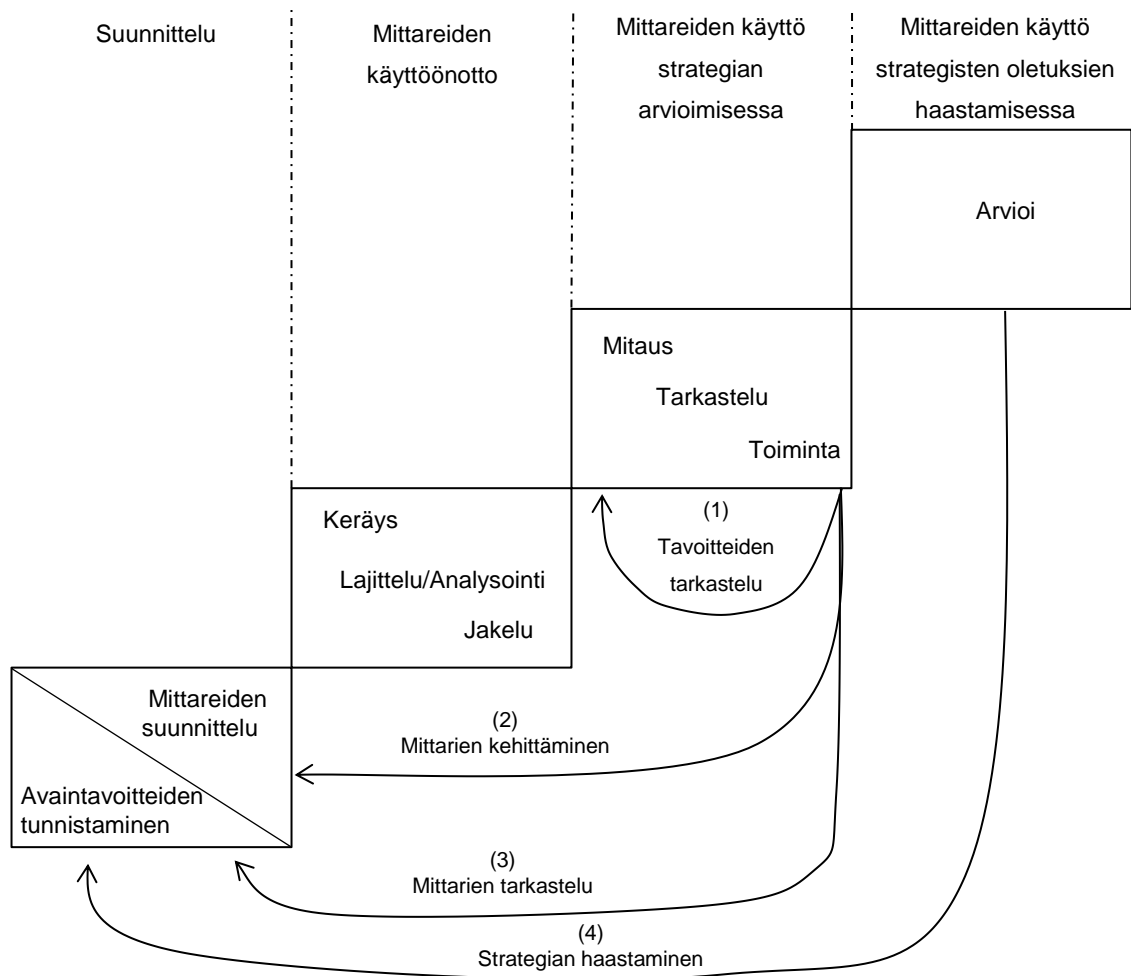 Suunnittelu
Mittareiden
käyttöönotto
Mittareiden käyttö
strategian
arvioimisessa
Mittareiden käyttö
strategisten oletuksien
haastamisessa
Arvioi
Mitaus
Tarkastelu
Toiminta
(1)
Tavoitteiden
tarkastelu
Keräys
Lajittelu/Analysointi
Jakelu
Mittareiden
suunnittelu
Avaintavoitteiden
tunnistaminen
(2)
Mittarien kehittäminen
(3)
Mittarien tarkastelu
(4)
Strategian haastaminen